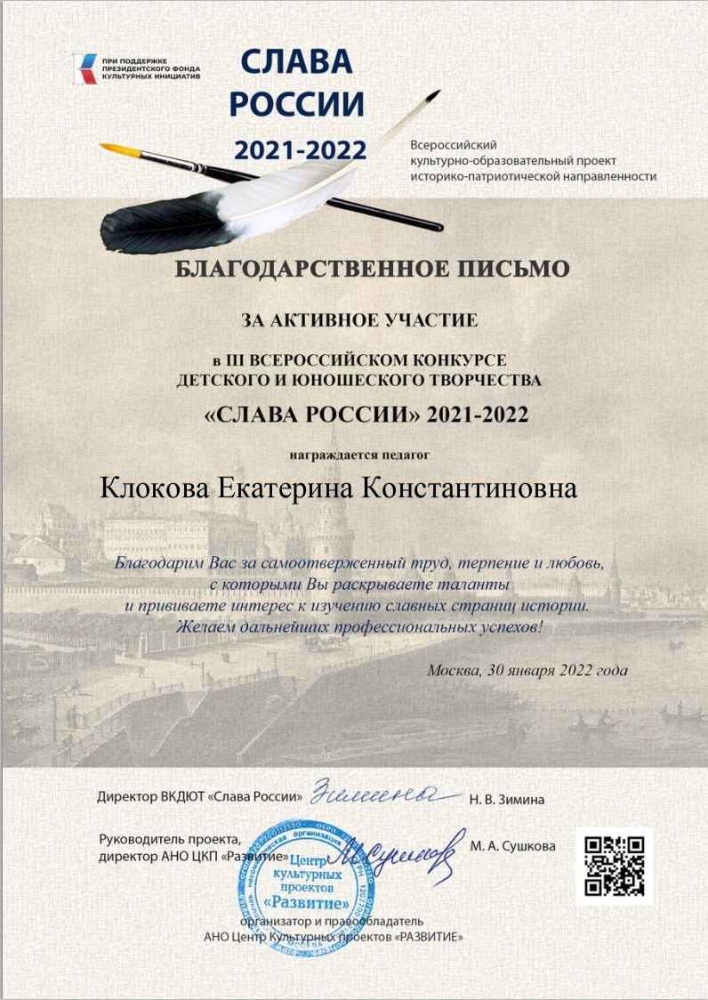 ПРИ ПОДДЕРЖКЕ
ПРЕЗИДЕНТСКОГО ФОНДА
КУЛЬТУРНЫХ ИНИЦИАТИВ
СЛАВА
РОССИИ
2021-2022
Всероссийский
культурно-образовательный проект
историко-патриотической направленности
БЛАГОДАРСТВЕННОЕ ПИСЬМО
ЗА АКТИВНОЕ УЧАСТИЕ
в III ВСЕРОССИЙСКОМ КОНКУРСЕ
ДЕТСКОГО И ЮНОШЕСКОГО ТВОРЧЕСТВА
«СЛАВА РОССИИ» 2021-2022
награждается педагог
Клокова Екатерина Константиновна
Благодарим Вас за самоотверженный труд, терпение и любовь,
с которыми Вы раскрываете таланты
и прививаете интерес к изучению славных страниц истории.
Желаем дальнейших профессиональных успехов!
Москва, 30 января 2022 года
Директор ВКДЮТ «Слава России» Зимина Н. В. Зимина
Руководитель проекта,
директор АНО ЦКП «Развитие» М. А. Сушкова
Центр
культурных
проектов
«Развитие»
организатор и правообладатель
АНО Центр Культурных проектов «РАЗВИТИЕ»